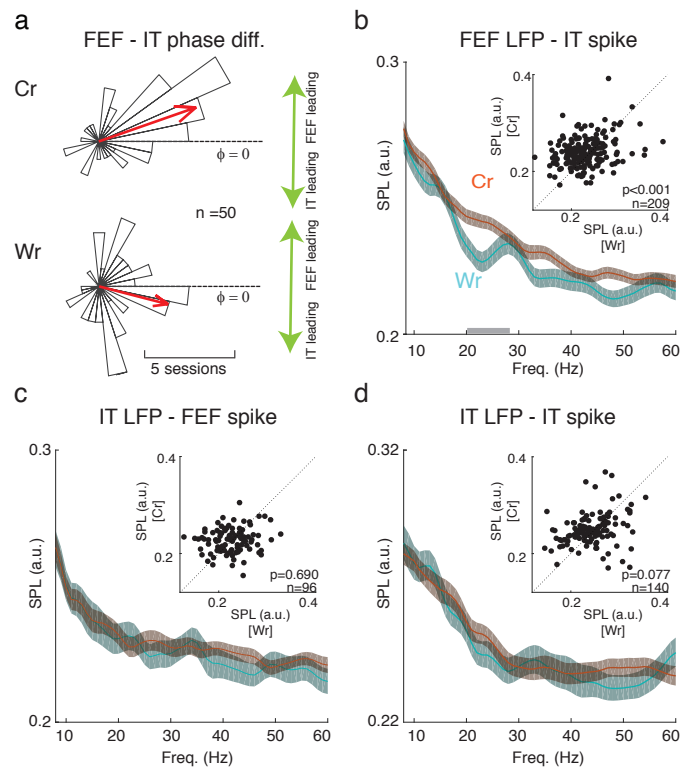 a
FEF - IT phase diff.
Cr
ϕ = 0
IT leading FEF leading
n =50
Wr
ϕ = 0
IT leading FEF leading
5 sessions
b
FEF LFP - IT spike
0.3
SPL (a.u.)
0.2
10 20 30 40 50 60
Freq. (Hz)
Cr
Wr
0.4
SPL (a.u.)
[Cr]
0.2
p<0.001
n=209
0.2 0.4
SPL (a.u.)
[Wr]
c
IT LFP - FEF spike
0.3
SPL (a.u.)
0.2
10 20 30 40 50 60
Freq. (Hz)
0.4
SPL (a.u.)
[Cr]
0.2
p=0.690
n=96
0.2 0.4
SPL (a.u.)
[Wr]
d
IT LFP - IT spike
0.32
SPL (a.u.)
0.22
10 20 30 40 50 60
Freq. (Hz)
0.4
SPL (a.u.)
[Cr]
0.2
p=0.077
n=140
0.2 0.4
SPL (a.u.)
[Wr]